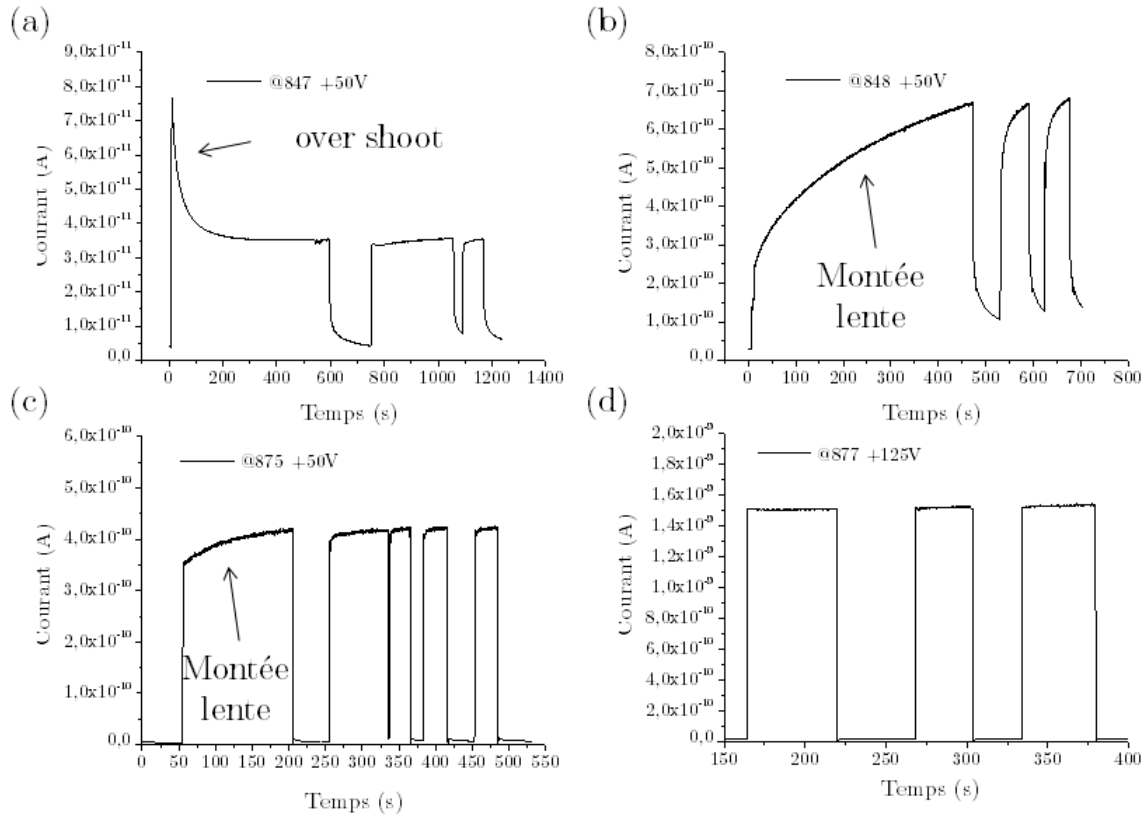 (a)
9,0x10⁻¹¹
8,0x10⁻¹¹
7,0x10⁻¹¹
6,0x10⁻¹¹
5,0x10⁻¹¹
4,0x10⁻¹¹
3,0x10⁻¹¹
2,0x10⁻¹¹
1,0x10⁻¹¹
0,0
Courant (A)
@847 +50V
over shoot
0 200 400 600 800 1000 1200 1400
Temps (s)
(b)
8,0x10⁻¹⁰
7,0x10⁻¹⁰
6,0x10⁻¹⁰
5,0x10⁻¹⁰
4,0x10⁻¹⁰
3,0x10⁻¹⁰
2,0x10⁻¹⁰
1,0x10⁻¹⁰
0,0
Courant (A)
@848 +50V
Montée
lente
0 100 200 300 400 500 600 700 800
Temps (s)
(c)
6,0x10⁻¹⁰
5,0x10⁻¹⁰
4,0x10⁻¹⁰
3,0x10⁻¹⁰
2,0x10⁻¹⁰
1,0x10⁻¹⁰
0,0
Courant (A)
@875 +50V
Montée
lente
0 50 100 150 200 250 300 350 400 450 500 550
Temps (s)
(d)
2,0x10⁻⁹
1,8x10⁻⁹
1,6x10⁻⁹
1,4x10⁻⁹
1,2x10⁻⁹
1,0x10⁻⁹
8,0x10⁻¹⁰
6,0x10⁻¹⁰
4,0x10⁻¹⁰
2,0x10⁻¹⁰
0,0
Courant (A)
@877 +125V
150 200 250 300 350 400
Temps (s)